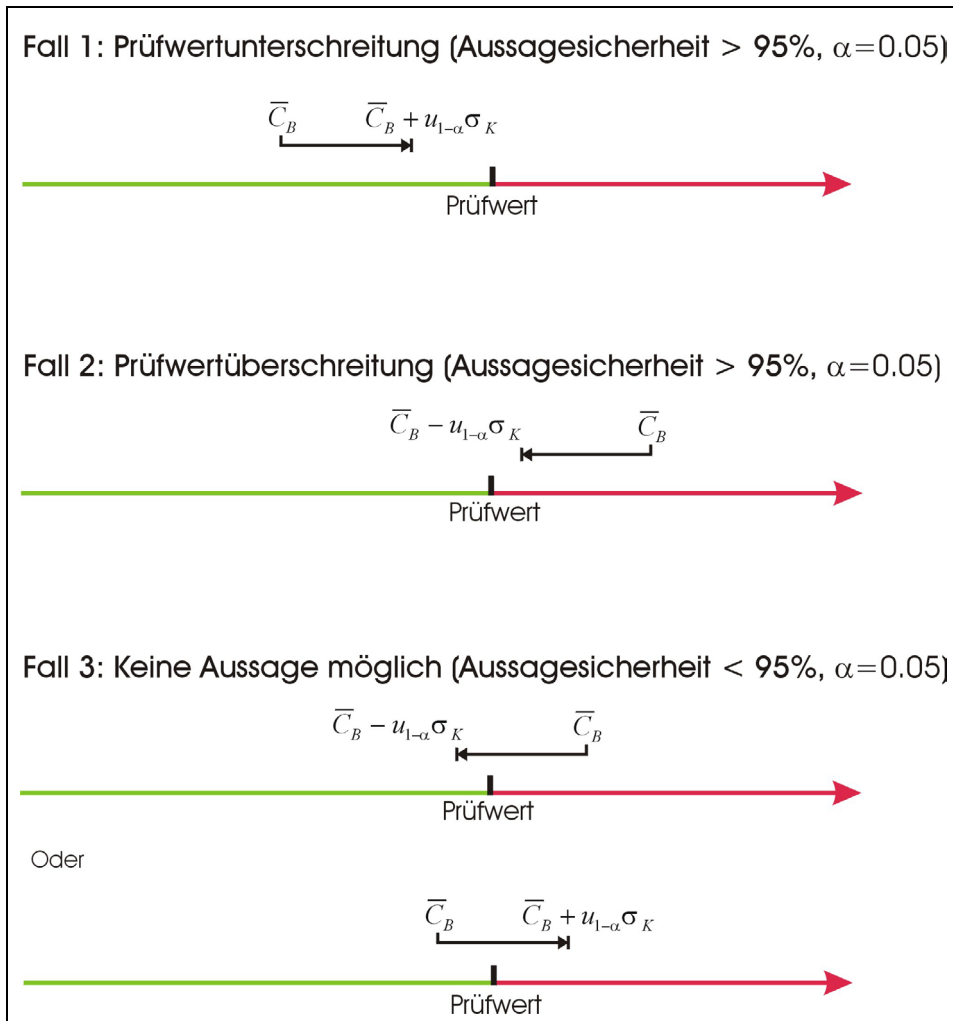 Fall 1: Prüfwertunterschreitung (Aussagesicherheit > 95%, α=0.05)
C̅_B C̅_B + u_{1−α}σ_K
Prüfwert
Fall 2: Prüfwertüberschreitung (Aussagesicherheit > 95%, α=0.05)
C̅_B − u_{1−α}σ_K C̅_B
Prüfwert
Fall 3: Keine Aussage möglich (Aussagesicherheit < 95%, α=0.05)
C̅_B − u_{1−α}σ_K C̅_B
Prüfwert
Oder
C̅_B C̅_B + u_{1−α}σ_K
Prüfwert